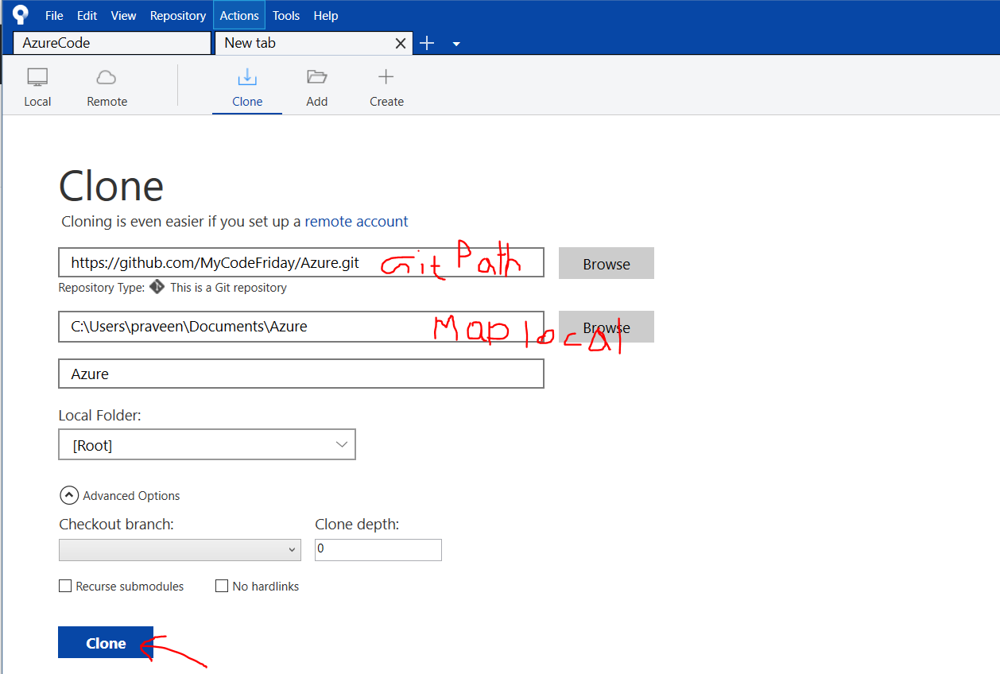 File Edit View Repository Actions Tools Help
AzureCode New tab
Local Remote Clone Add Create
Clone
Cloning is even easier if you set up a remote account
https://github.com/MyCodeFriday/Azure.git Git Path Browse
Repository Type: This is a Git repository
C:\Users\praveen\Documents\Azure Map local Browse
Azure
Local Folder:
[Root]
Advanced Options
Checkout branch: Clone depth:
0
Recurse submodules No hardlinks
Clone